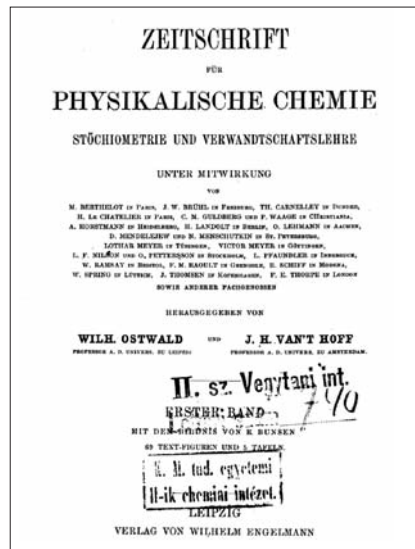 ZEITSCHRIFT
FÜR
PHYSIKALISCHE CHEMIE
STÖCHIOMETRIE UND VERWANDTSCHAFTSLEHRE
UNTER MITWIRKUNG
VON
M. BERTHELOT IN PARIS, J. W. BRÜHL IN FREIBURG, TH. CARNELLEY IN DUNDEE,
H. LE CHATELIER IN PARIS, C. M. GULDBERG UND P. WAAGE IN CHRISTIANIA,
A. HORSTMANN IN HEIDELBERG, H. LANDOLT IN BERLIN, O. LEHMANN IN AACHEN,
D. MENDELEJEW UND N. MENSCHUTKIN IN ST. PETERSBURG,
LOTHAR MEYER IN TÜBINGEN, VICTOR MEYER IN GÖTTINGEN,
L. F. NILSON UND O. PETTERSSON IN STOCKHOLM, L. PFAUNDLER IN INNSBRUCK,
W. RAMSAY IN BRISTOL, F. M. RAOULT IN GRENOBLE, H. SCHIFF IN MODENA,
W. SPRING IN LÜTTICH, J. THOMSEN IN KOPENHAGEN, F. E. THORPE IN LONDON
SOWIE ANDERER FACHGENOSSEN
HERAUSGEGEBEN VON
WILH. OSTWALD UND J. H. VAN'T HOFF
PROFESSOR A. D. UNIVERS. ZU LEIPZIG PROFESSOR A. D. UNIVERS. ZU AMSTERDAM.
II. sz. Vegytani int.
740
ERSTER BAND
MIT DEM BILDNIS VON R BUNSEN
69 TEXT-FIGUREN UND 5 TAFELN.
K. M. tud. egyetemi
II-ik chemiai intézet.
LEIPZIG
VERLAG VON WILHELM ENGELMANN